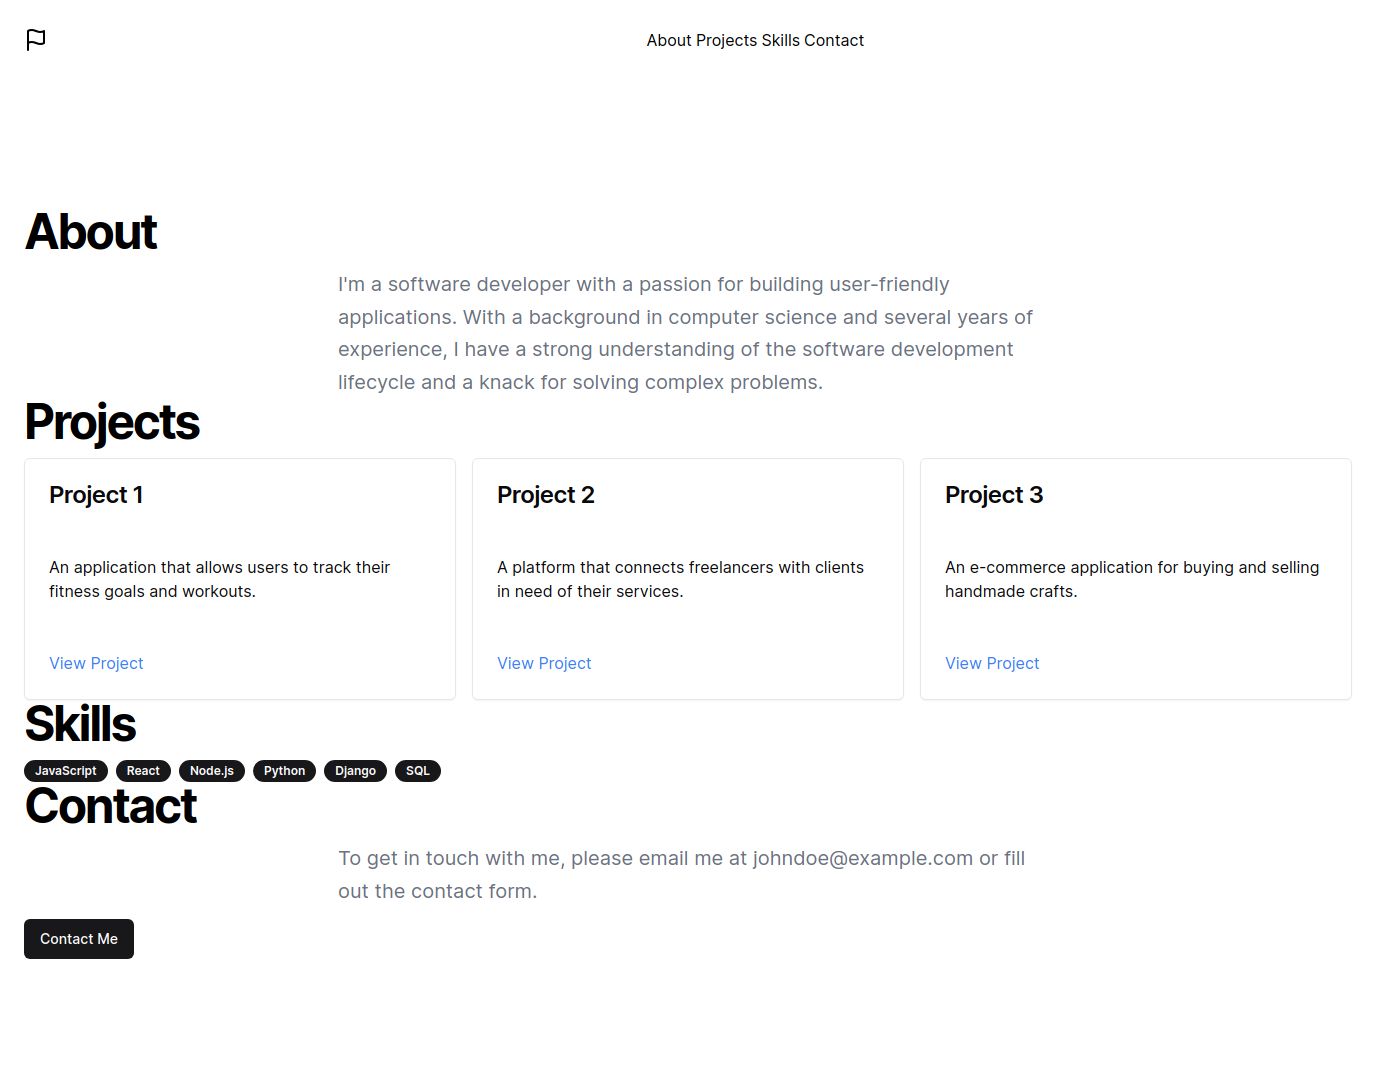 About Projects Skills Contact
About
I'm a software developer with a passion for building user-friendly
applications. With a background in computer science and several years of
experience, I have a strong understanding of the software development
lifecycle and a knack for solving complex problems.
Projects
Project 1
An application that allows users to track their
fitness goals and workouts.
View Project
Project 2
A platform that connects freelancers with clients
in need of their services.
View Project
Project 3
An e-commerce application for buying and selling
handmade crafts.
View Project
Skills
JavaScript React Node.js Python Django SQL
Contact
To get in touch with me, please email me at johndoe@example.com or fill
out the contact form.
Contact Me